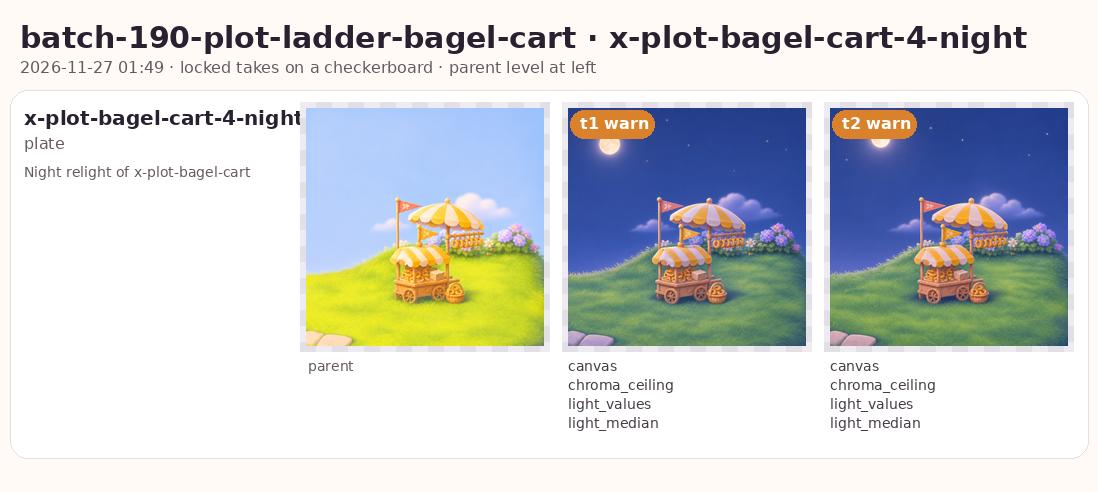 batch-190-plot-ladder-bagel-cart · x-plot-bagel-cart-4-night
2026-11-27 01:49 · locked takes on a checkerboard · parent level at left
x-plot-bagel-cart-4-night
plate
Night relight of x-plot-bagel-cart
parent
t1 warn
canvas
chroma_ceiling
light_values
light_median
t2 warn
canvas
chroma_ceiling
light_values
light_median